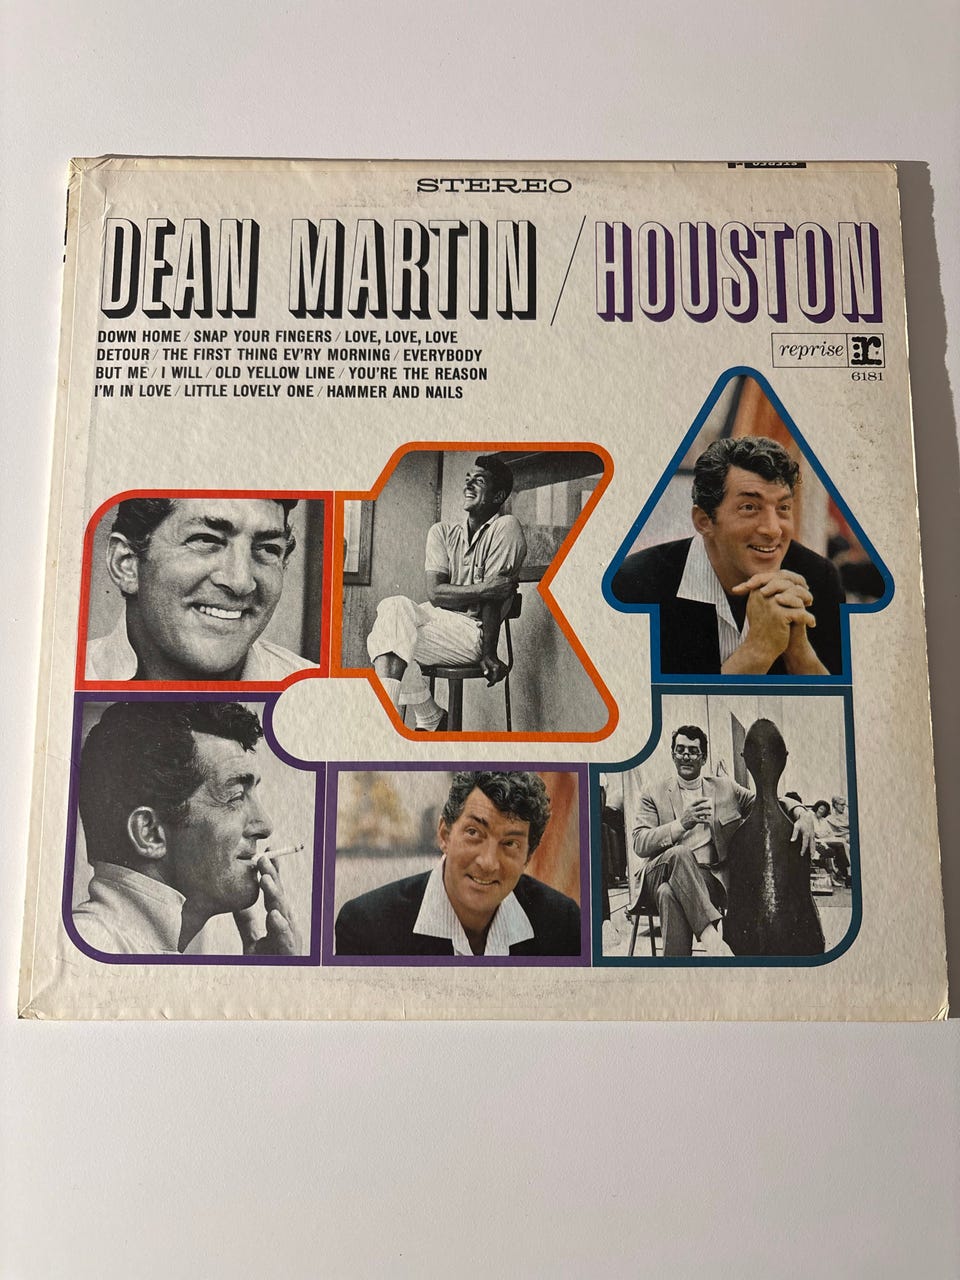 STEREO
STEREO
DEAN MARTIN / HOUSTON
DOWN HOME / SNAP YOUR FINGERS / LOVE, LOVE, LOVE
DETOUR / THE FIRST THING EV'RY MORNING / EVERYBODY
BUT ME / I WILL / OLD YELLOW LINE / YOU'RE THE REASON
I'M IN LOVE / LITTLE LOVELY ONE / HAMMER AND NAILS
reprise r:
6181